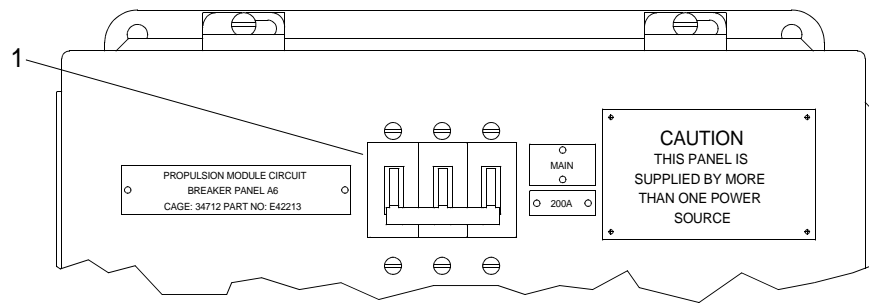 1
PROPULSION MODULE CIRCUIT
BREAKER PANEL A6
CAGE: 34712 PART NO: E42213
MAIN
200A
CAUTION
THIS PANEL IS
SUPPLIED BY MORE
THAN ONE POWER
SOURCE